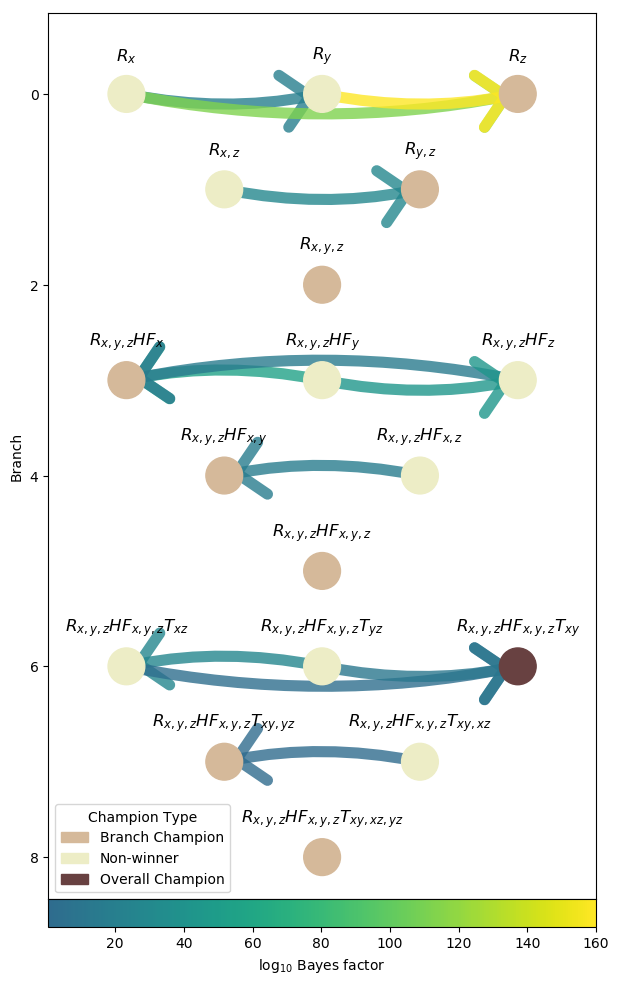 R_x R_y R_z
0
R_{x,z} R_{y,z}
R_{x,y,z}
2
R_{x,y,z}HF_x R_{x,y,z}HF_y R_{x,y,z}HF_z
R_{x,y,z}HF_{x,y} R_{x,y,z}HF_{x,z}
Branch
4
R_{x,y,z}HF_{x,y,z}
R_{x,y,z}HF_{x,y,z}T_{xz} R_{x,y,z}HF_{x,y,z}T_{yz} R_{x,y,z}HF_{x,y,z}T_{xy}
6
R_{x,y,z}HF_{x,y,z}T_{xy,yz} R_{x,y,z}HF_{x,y,z}T_{xy,xz}
R_{x,y,z}HF_{x,y,z}T_{xy,xz,yz}
8
Champion Type
Branch Champion
Non-winner
Overall Champion
20 40 60 80 100 120 140 160
log_{10} Bayes factor